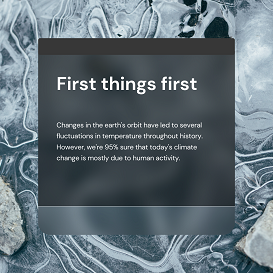 First things first
Changes in the earth's orbit have led to several
fluctuations in temperature throughout history.
However, we're 95% sure that today's climate
change is mostly due to human activity.